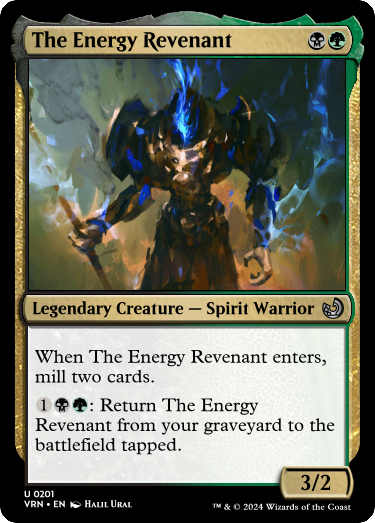 The Energy Revenant
Legendary Creature — Spirit Warrior
When The Energy Revenant enters,
mill two cards.
1 : Return The Energy
Revenant from your graveyard to the
battlefield tapped.
3/2
U 0201
VRN • EN Halil Ural
™ & © 2024 Wizards of the Coast